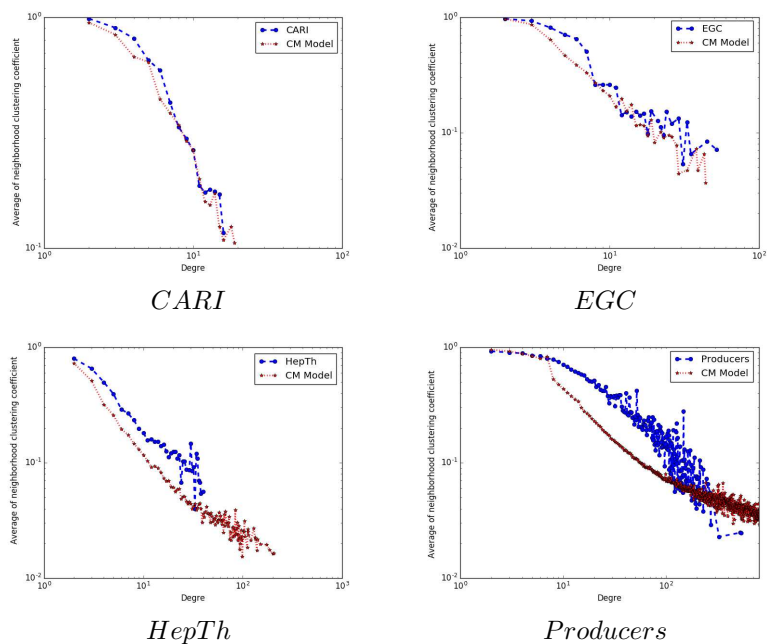 Average of neighborhood clustering coefficient
10^0
10^-1
CARI
CM Model
10^0
10^1
10^2
Degre
CARI
Average of neighborhood clustering coefficient
10^0
10^-1
10^-2
EGC
CM Model
10^0
10^1
10^2
Degre
EGC
Average of neighborhood clustering coefficient
10^0
10^-1
10^-2
HepTh
CM Model
10^0
10^1
10^2
10^3
Degre
HepTh
Average of neighborhood clustering coefficient
10^0
10^-1
10^-2
Producers
CM Model
10^0
10^1
10^2
Degre
Producers